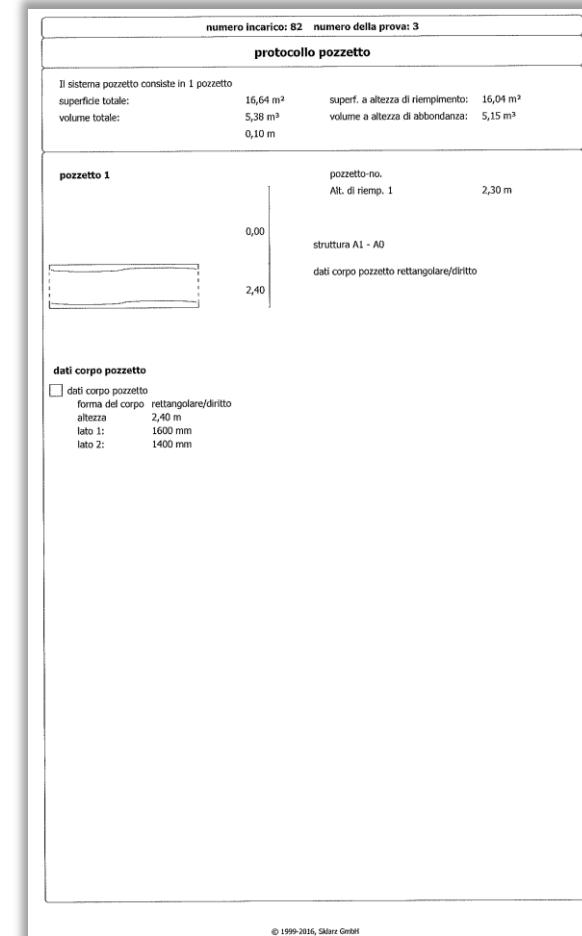 numero incarico: 82 numero della prova: 3
protocollo pozzetto
Il sistema pozzetto consiste in 1 pozzetto
superficie totale: 16,64 m² superf. a altezza di riempimento: 16,04 m²
volume totale: 5,38 m³ volume a altezza di abbondanza: 5,15 m³
0,10 m
pozzetto 1 pozzetto-no.
Alt. di riemp. 1 2,30 m
0,00
struttura A1 - A0
dati corpo pozzetto rettangolare/diritto
2,40
dati corpo pozzetto
dati corpo pozzetto
forma del corpo rettangolare/diritto
altezza 2,40 m
lato 1: 1600 mm
lato 2: 1400 mm
© 1999-2016, Sklarz GmbH